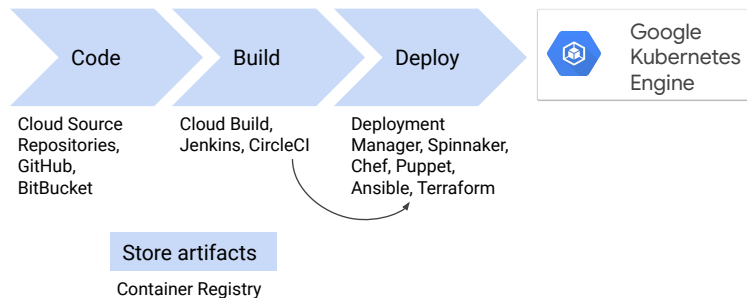 Code
Build
Deploy
Google
Kubernetes
Engine
Cloud Source
Repositories,
GitHub,
BitBucket
Cloud Build,
Jenkins, CircleCI
Deployment
Manager, Spinnaker,
Chef, Puppet,
Ansible, Terraform
Store artifacts
Container Registry